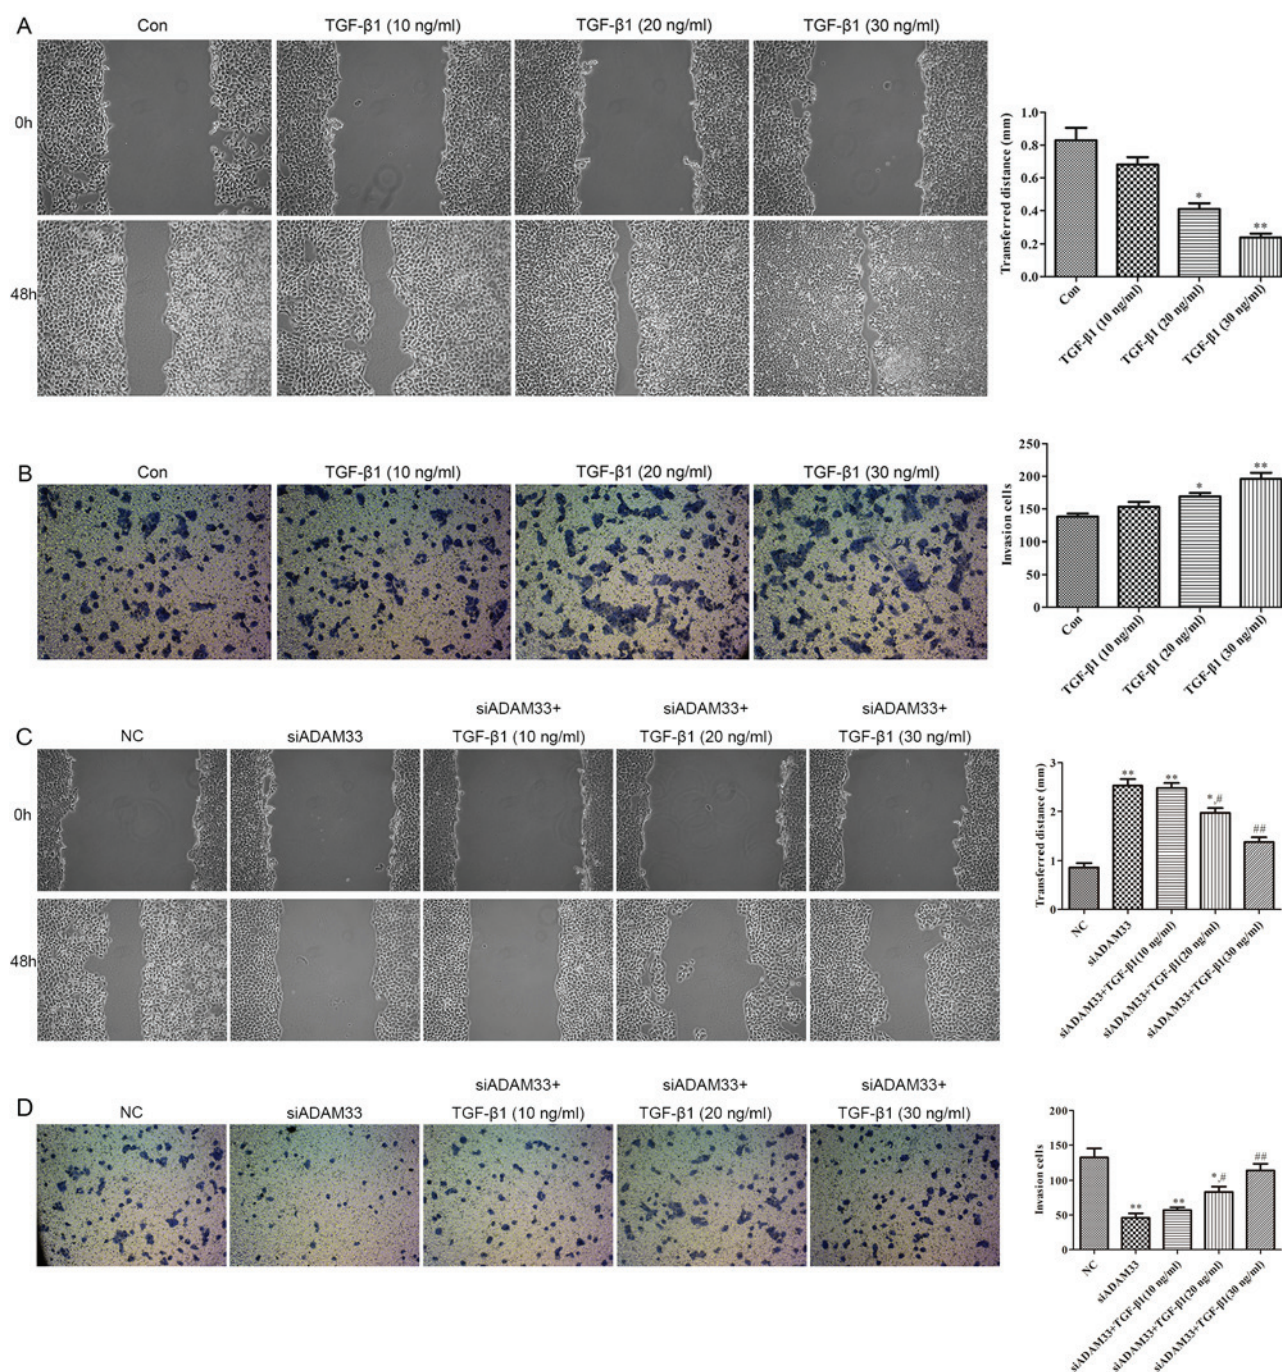 A
Con
TGF-β1 (10 ng/ml)
TGF-β1 (20 ng/ml)
TGF-β1 (30 ng/ml)
0h
48h
Transferred distance (mm)
1.0
0.8
0.6
0.4
0.2
0.0
*
**
Con
TGF-β1 (10 ng/ml)
TGF-β1 (20 ng/ml)
TGF-β1 (30 ng/ml)
B
Con
TGF-β1 (10 ng/ml)
TGF-β1 (20 ng/ml)
TGF-β1 (30 ng/ml)
Invasion cells
250
200
150
100
50
0
*
**
Con
TGF-β1 (10 ng/ml)
TGF-β1 (20 ng/ml)
TGF-β1 (30 ng/ml)
C
NC
siADAM33
siADAM33+
TGF-β1 (10 ng/ml)
siADAM33+
TGF-β1 (20 ng/ml)
siADAM33+
TGF-β1 (30 ng/ml)
0h
48h
Transferred distance (mm)
3
2
1
0
**
**
*,#
##
NC
siADAM33
siADAM33+TGF-β1(10 ng/ml)
siADAM33+TGF-β1(20 ng/ml)
siADAM33+TGF-β1(30 ng/ml)
D
NC
siADAM33
siADAM33+
TGF-β1 (10 ng/ml)
siADAM33+
TGF-β1 (20 ng/ml)
siADAM33+
TGF-β1 (30 ng/ml)
Invasion cells
200
150
100
50
0
**
**
*,#
##
NC
siADAM33
siADAM33+TGF-β1(10 ng/ml)
siADAM33+TGF-β1(20 ng/ml)
siADAM33+TGF-β1(30 ng/ml)